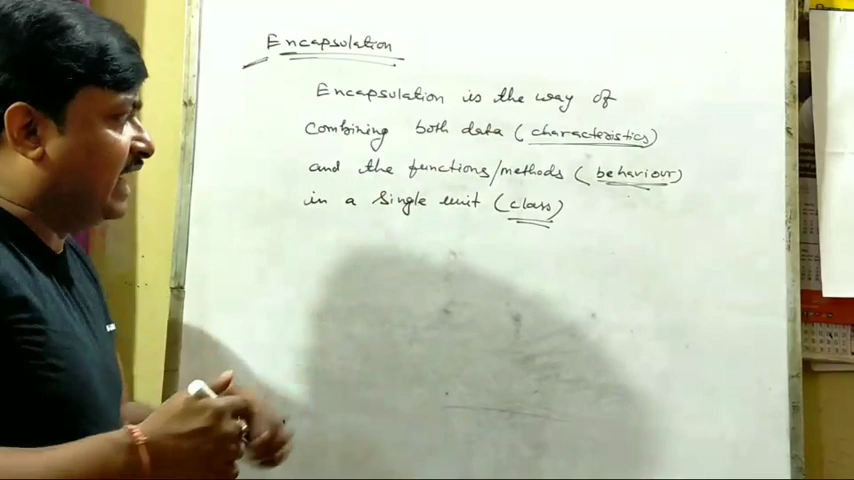 Encapsulation
Encapsulation is the way of
combining both data (characteristics)
and the functions/methods (behaviour)
in a single unit (class)